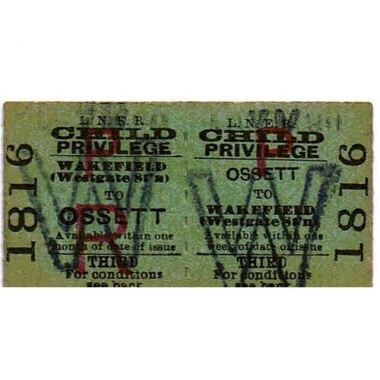 1816
L. N. E. R.
CHILD
PRIVILEGE
WAKEFIELD
(Westgate St'n)
TO
OSSETT
Available within one
month of date of issue
THIRD
For conditions
see back
L. N. E. R.
CHILD
PRIVILEGE
OSSETT
TO
WAKEFIELD
(Westgate St'n)
Available within one
week of date of issue
THIRD
For conditions
see back
1816
P
R
P
W
W